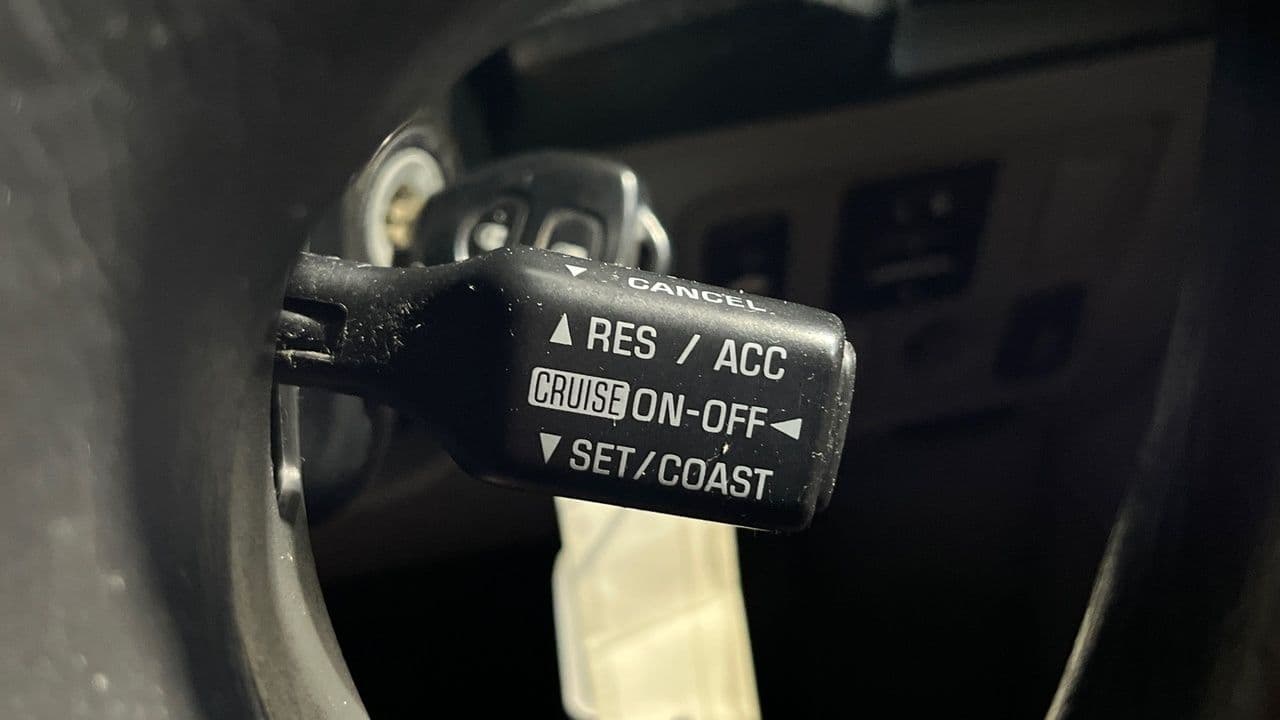 ▼ CANCEL
▲ RES / ACC
CRUISE ON-OFF ◀
▼ SET/COAST